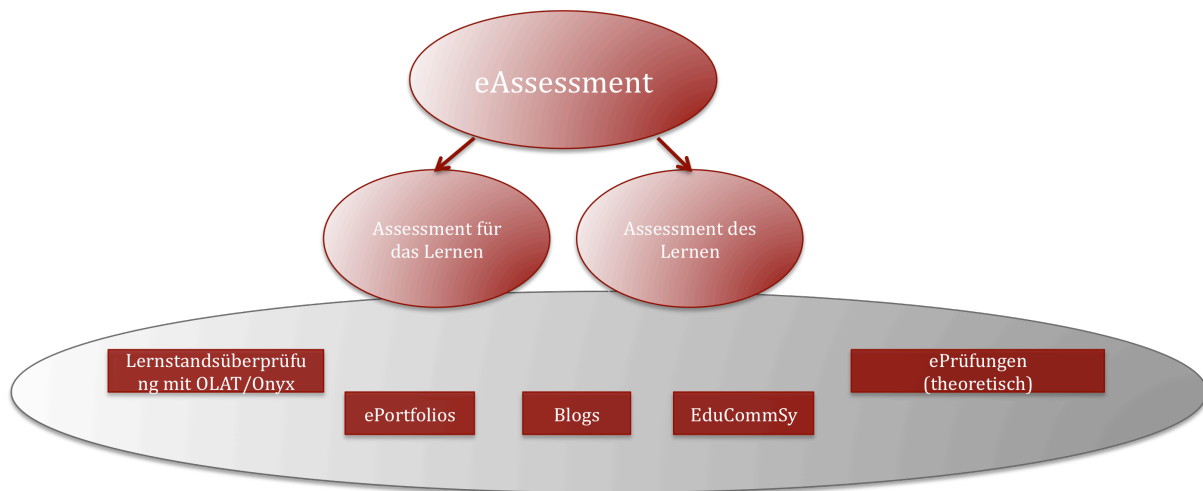 eAssessment
Assessment für
das Lernen
Assessment des
Lernen
Lernstandsüberprüfu
ng mit OLAT/Onyx
ePrüfungen
(theoretisch)
ePortfolios
Blogs
EduCommSy